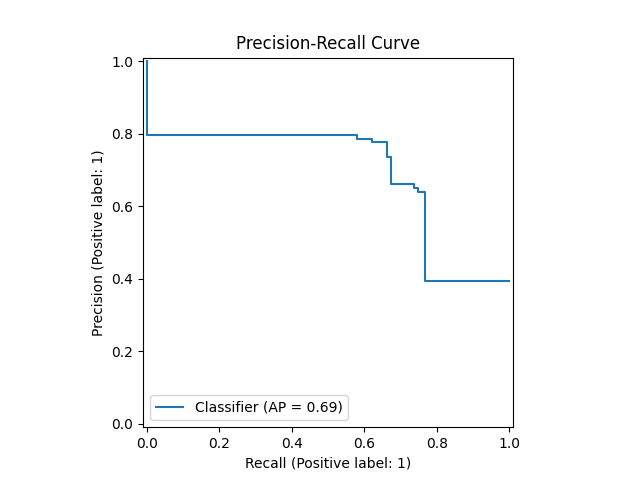 Precision-Recall Curve
Precision (Positive label: 1)
1.0
0.8
0.6
0.4
0.2
0.0
Classifier (AP = 0.69)
0.0 0.2 0.4 0.6 0.8 1.0
Recall (Positive label: 1)